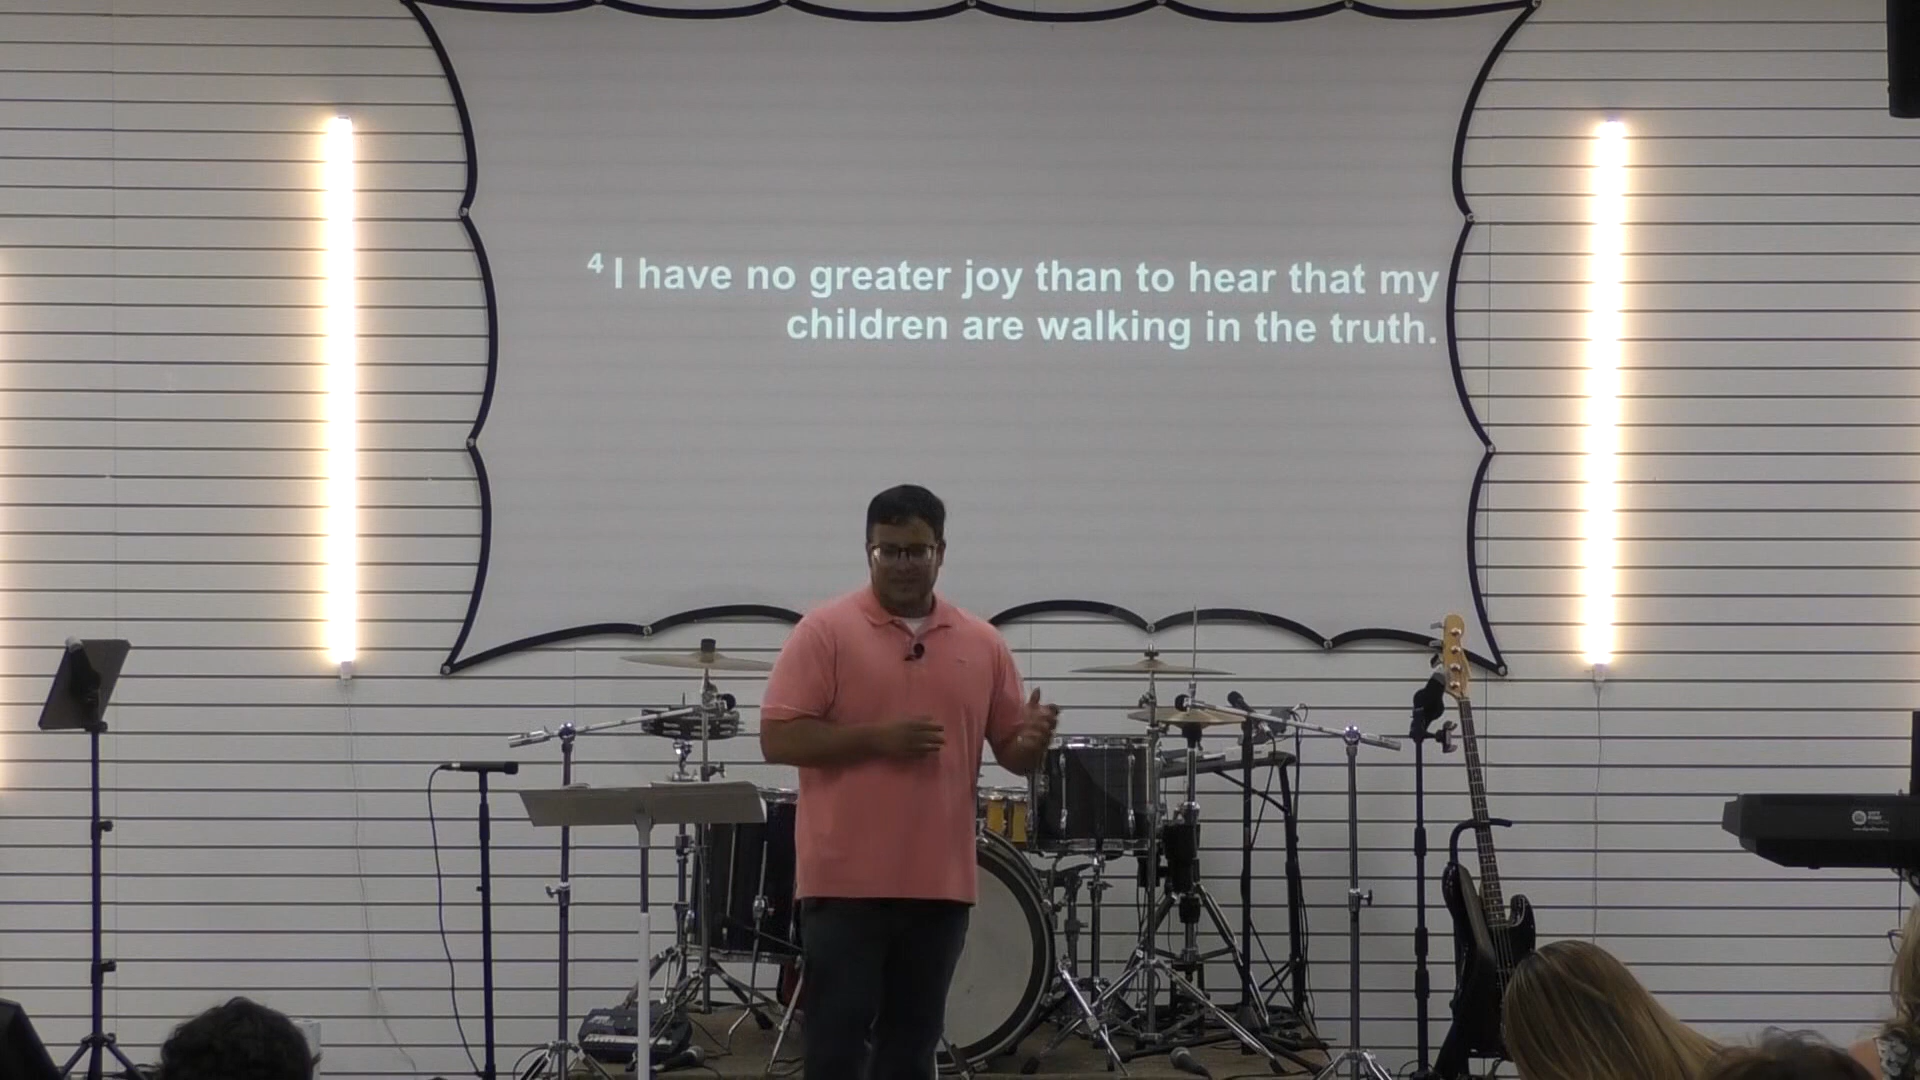 ⁴ I have no greater joy than to hear that my
children are walking in the truth.